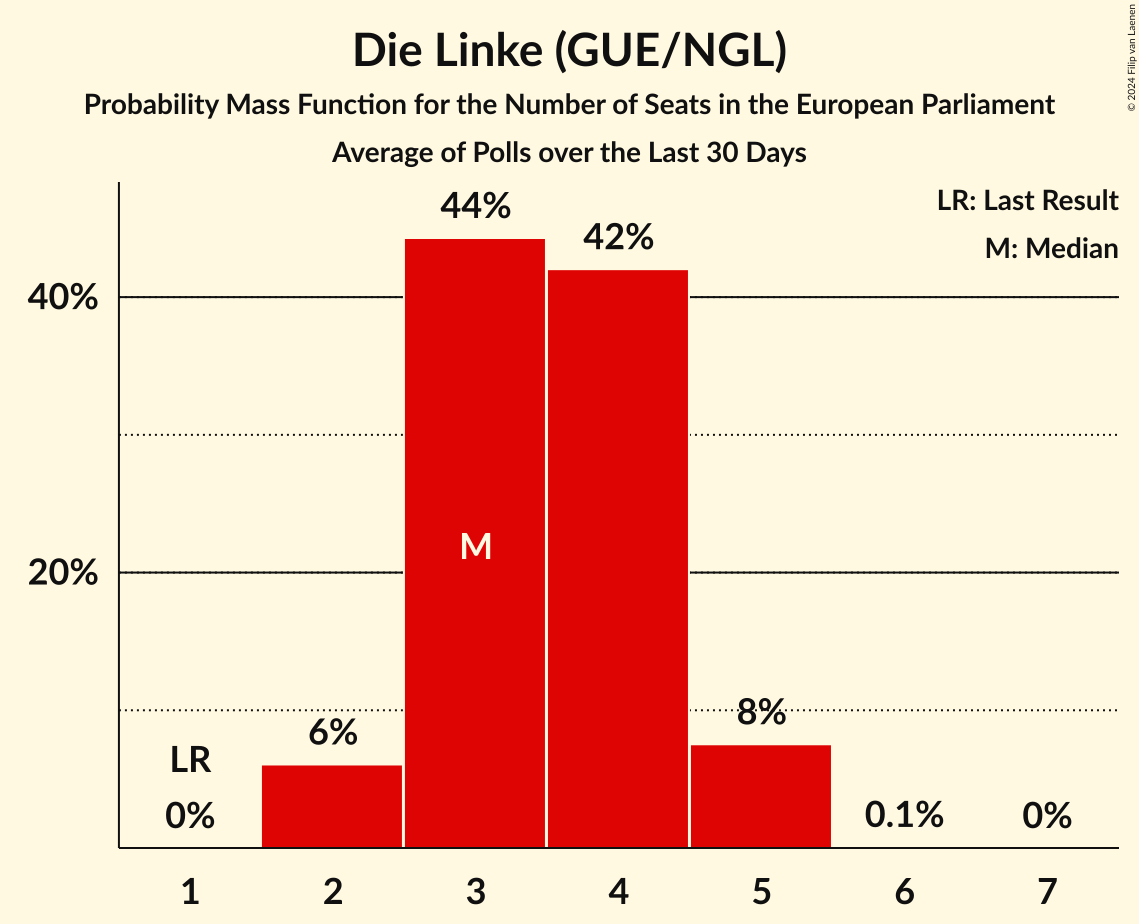 Die Linke (GUE/NGL)
Probability Mass Function for the Number of Seats in the European Parliament
Average of Polls over the Last 30 Days
© 2024 Filip van Laenen
LR: Last Result
M: Median
44%
42%
40%
M
20%
8%
6%
LR
0%
0.1%
0%
1 2 3 4 5 6 7